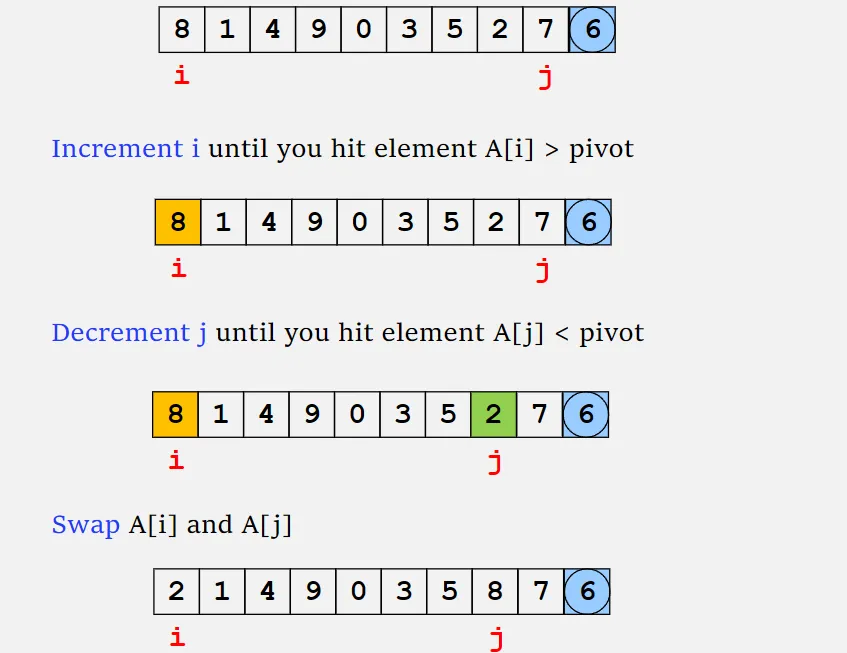 8 1 4 9 0 3 5 2 7 6
i j
Increment i until you hit element A[i] > pivot
8 1 4 9 0 3 5 2 7 6
i j
Decrement j until you hit element A[j] < pivot
8 1 4 9 0 3 5 2 7 6
i j
Swap A[i] and A[j]
2 1 4 9 0 3 5 8 7 6
i j